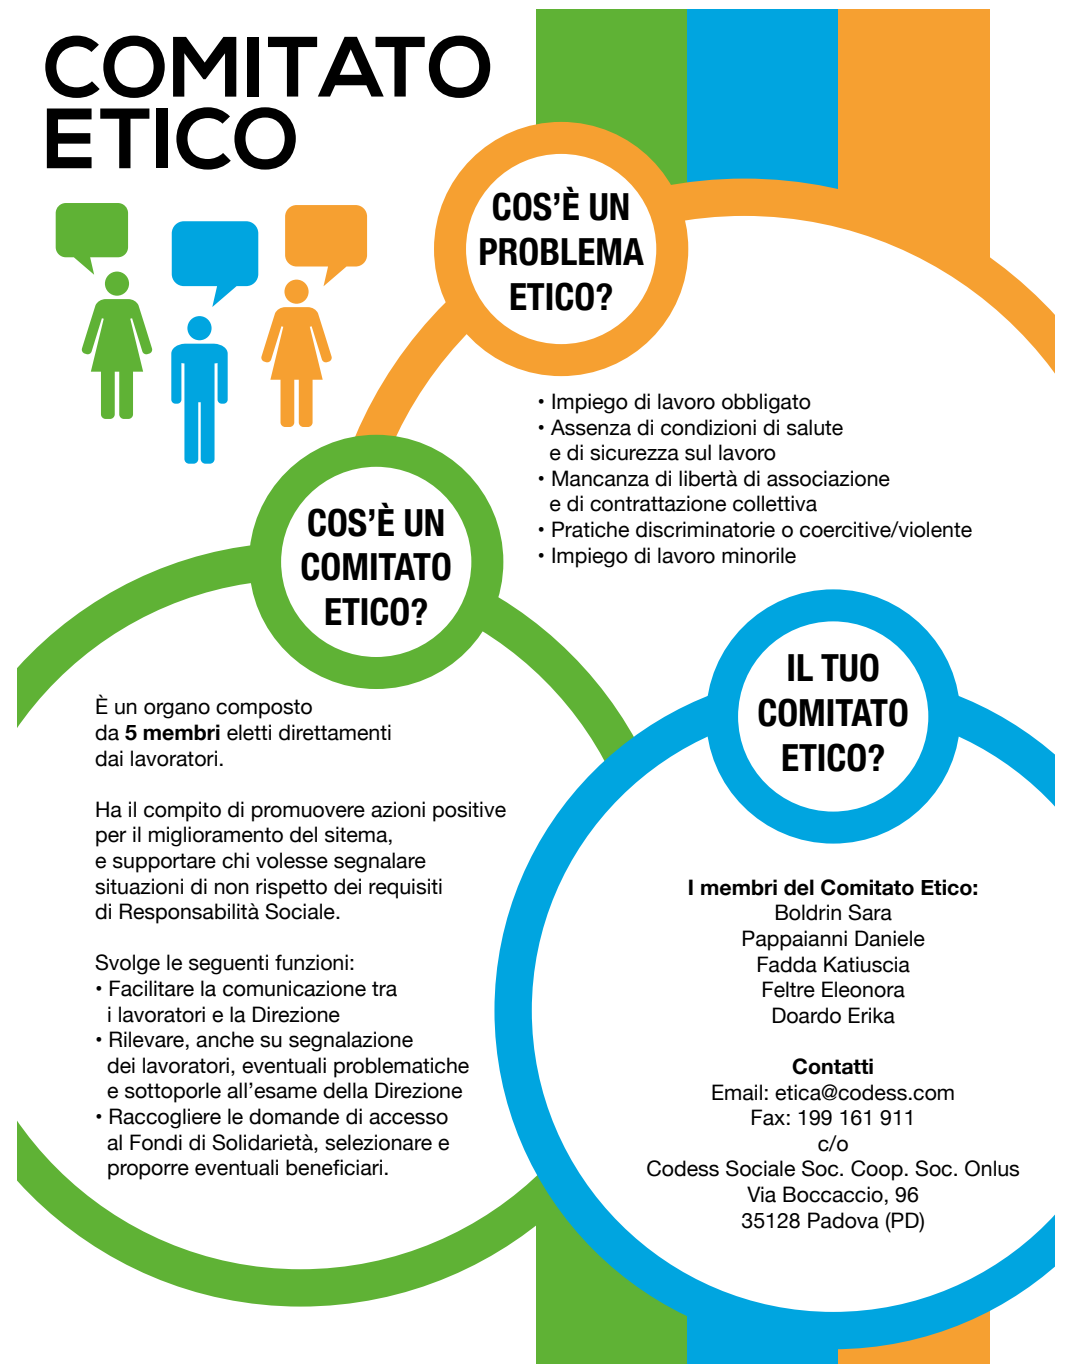 COMITATO
ETICO
COS'È UN
PROBLEMA
ETICO?
• Impiego di lavoro obbligato
• Assenza di condizioni di salute
e di sicurezza sul lavoro
• Mancanza di libertà di associazione
e di contrattazione collettiva
• Pratiche discriminatorie o coercitive/violente
• Impiego di lavoro minorile
COS'È UN
COMITATO
ETICO?
È un organo composto
da 5 membri eletti direttamenti
dai lavoratori.
Ha il compito di promuovere azioni positive
per il miglioramento del sitema,
e supportare chi volesse segnalare
situazioni di non rispetto dei requisiti
di Responsabilità Sociale.
Svolge le seguenti funzioni:
• Facilitare la comunicazione tra
i lavoratori e la Direzione
• Rilevare, anche su segnalazione
dei lavoratori, eventuali problematiche
e sottoporle all'esame della Direzione
• Raccogliere le domande di accesso
al Fondi di Solidarietà, selezionare e
proporre eventuali beneficiari.
IL TUO
COMITATO
ETICO?
I membri del Comitato Etico:
Boldrin Sara
Pappaianni Daniele
Fadda Katiuscia
Feltre Eleonora
Doardo Erika
Contatti
Email: etica@codess.com
Fax: 199 161 911
c/o
Codess Sociale Soc. Coop. Soc. Onlus
Via Boccaccio, 96
35128 Padova (PD)